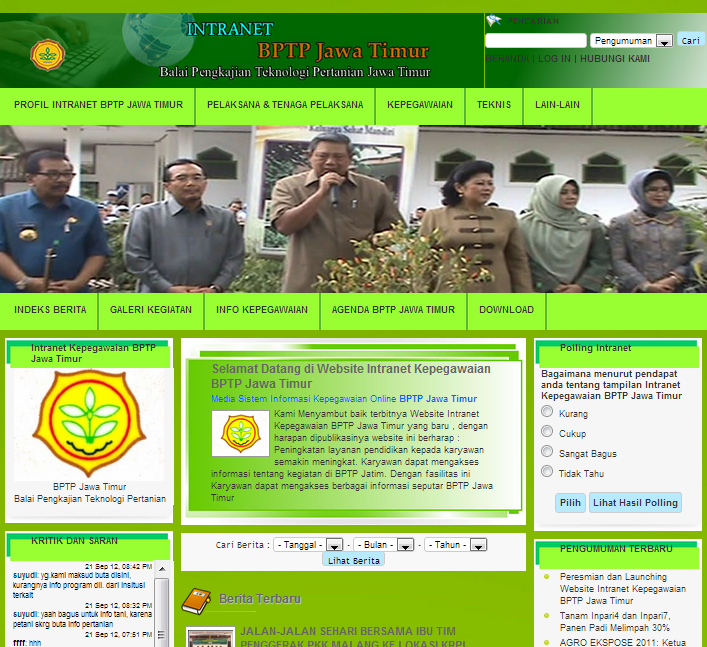 INTRANET
BPTP Jawa Timur
Balai Pengkajian Teknologi Pertanian Jawa Timur
PENCARIAN
Pengumuman
Cari
BERANDA | LOG IN | HUBUNGI KAMI
PROFIL INTRANET BPTP JAWA TIMUR
PELAKSANA & TENAGA PELAKSANA
KEPEGAWAIAN
TEKNIS
LAIN-LAIN
Keluarga Sehat Mandiri
INDEKS BERITA
GALERI KEGIATAN
INFO KEPEGAWAIAN
AGENDA BPTP JAWA TIMUR
DOWNLOAD
Intranet Kepegawaian BPTP
Jawa Timur
BPTP Jawa Timur
Balai Pengkajian Teknologi Pertanian
KRITIK DAN SARAN
21 Sep 12, 08:42 PM
suyudi: yg.kami maksud buta disini,
kurangnya info program dll. dari insitusi
terkait
21 Sep 12, 08:32 PM
suyudi: yaah bagus untuk info tani, karena
petani skrg buta info pertanian
21 Sep 12, 07:51 PM
ffff: hhh
Selamat Datang di Website Intranet Kepegawaian
BPTP Jawa Timur
Media Sistem Informasi Kepegawaian Online BPTP Jawa Timur
Kami Menyambut baik terbitnya Website Intranet
Kepegawaian BPTP Jawa Timur yang baru , dengan
harapan dipublikasinya website ini berharap :
Peningkatan layanan pendidikan kepada karyawan
semakin meningkat. Karyawan dapat mengakses
informasi tentang kegiatan di BPTP Jatim. Dengan fasilitas ini
Karyawan dapat mengakses berbagai informasi seputar BPTP Jawa
Timur
Cari Berita : - Tanggal - - - Bulan - - - Tahun -
Lihat Berita
Berita Terbaru
JALAN-JALAN SEHARI BERSAMA IBU TIM
PENGGERAK PKK MALANG KE LOKASI KRPL
Polling Intranet
Bagaimana menurut pendapat
anda tentang tampilan Intranet
Kepegawaian BPTP Jawa Timur
Kurang
Cukup
Sangat Bagus
Tidak Tahu
Pilih
Lihat Hasil Polling
PENGUMUMAN TERBARU
Peresmian dan Launching
Website Intranet Kepegawaian
BPTP Jawa Timur
Tanam Inpari4 dan Inpari7,
Panen Padi Melimpah 30%
AGRO EKSPOSE 2011: Ketua